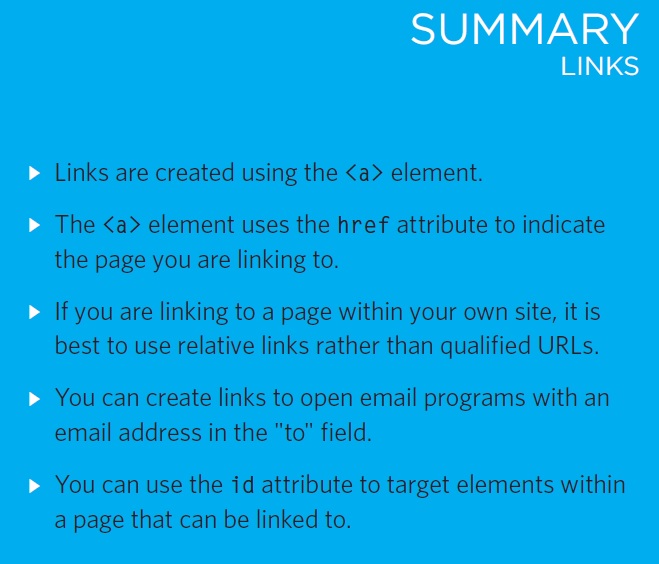 SUMMARY
LINKS
Links are created using the <a> element.
The <a> element uses the href attribute to indicate
the page you are linking to.
If you are linking to a page within your own site, it is
best to use relative links rather than qualified URLs.
You can create links to open email programs with an
email address in the "to" field.
You can use the id attribute to target elements within
a page that can be linked to.